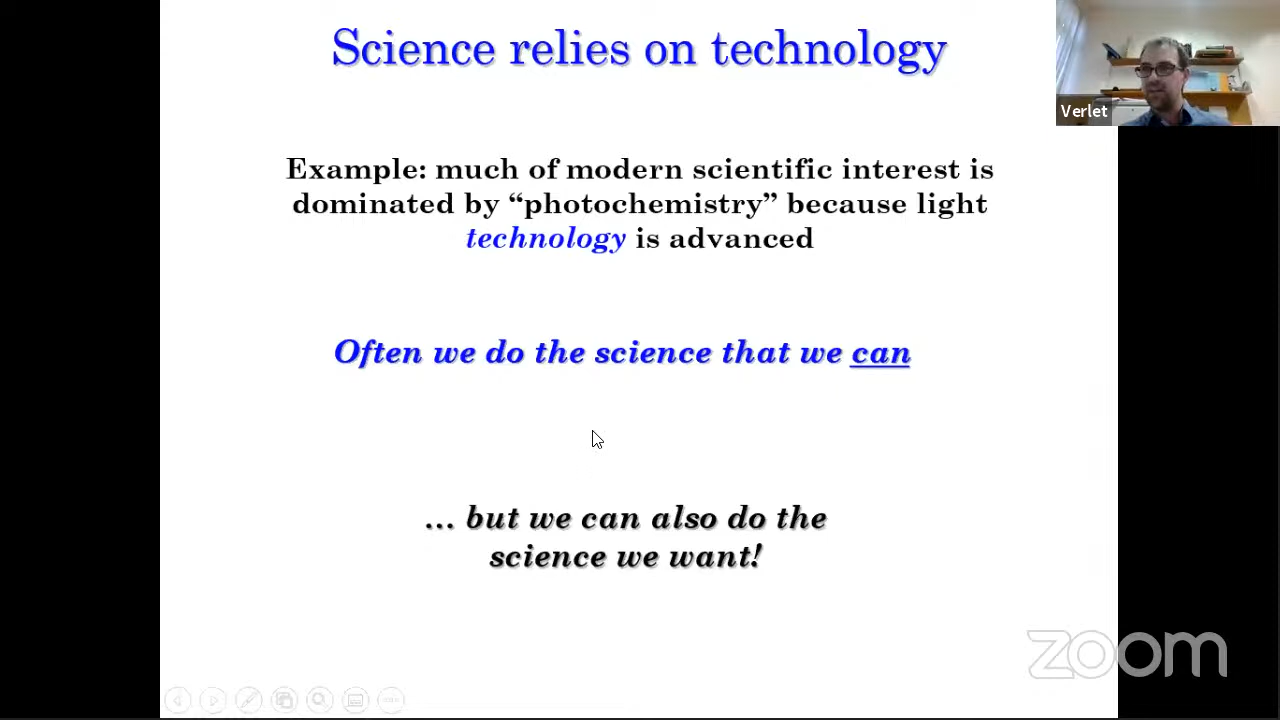 Science relies on technology
Verlet
Example: much of modern scientific interest is
dominated by “photochemistry” because light
technology is advanced
Often we do the science that we can
... but we can also do the
science we want!
zoom